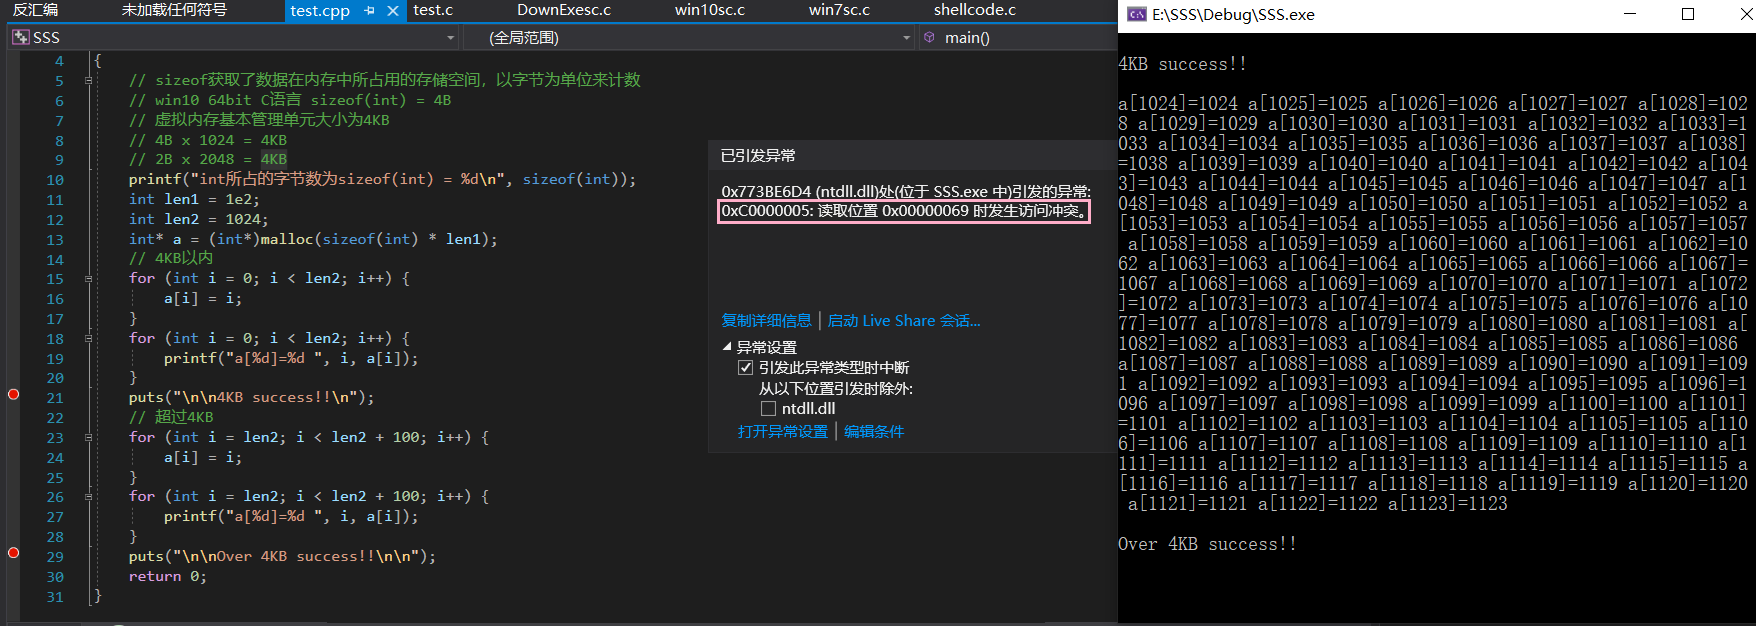 反汇编 未加载任何符号 test.cpp test.c DownExesc.c win10sc.c win7sc.c shellcode.c
SSS (全局范围) main()
4 {
5 // sizeof获取了数据在内存中所占用的存储空间，以字节为单位来计数
6 // win10 64bit C语言 sizeof(int) = 4B
7 // 虚拟内存基本管理单元大小为4KB
8 // 4B x 1024 = 4KB
9 // 2B x 2048 = 4KB
10 printf("int所占的字节数为sizeof(int) = %d\n", sizeof(int));
11 int len1 = 1e2;
12 int len2 = 1024;
13 int* a = (int*)malloc(sizeof(int) * len1);
14 // 4KB以内
15 for (int i = 0; i < len2; i++) {
16 a[i] = i;
17 }
18 for (int i = 0; i < len2; i++) {
19 printf("a[%d]=%d ", i, a[i]);
20 }
21 puts("\n\n4KB success!!\n");
22 // 超过4KB
23 for (int i = len2; i < len2 + 100; i++) {
24 a[i] = i;
25 }
26 for (int i = len2; i < len2 + 100; i++) {
27 printf("a[%d]=%d ", i, a[i]);
28 }
29 puts("\n\nOver 4KB success!!\n\n");
30 return 0;
31 }
已引发异常
0x773BE6D4 (ntdll.dll)处(位于 SSS.exe 中)引发的异常:
0xC0000005: 读取位置 0x00000069 时发生访问冲突。
复制详细信息 | 启动 Live Share 会话...
异常设置
引发此异常类型时中断
从以下位置引发时除外:
ntdll.dll
打开异常设置 | 编辑条件
E:\SSS\Debug\SSS.exe
4KB success!!
a[1024]=1024 a[1025]=1025 a[1026]=1026 a[1027]=1027 a[1028]=102
8 a[1029]=1029 a[1030]=1030 a[1031]=1031 a[1032]=1032 a[1033]=1
033 a[1034]=1034 a[1035]=1035 a[1036]=1036 a[1037]=1037 a[1038]
=1038 a[1039]=1039 a[1040]=1040 a[1041]=1041 a[1042]=1042 a[104
3]=1043 a[1044]=1044 a[1045]=1045 a[1046]=1046 a[1047]=1047 a[1
048]=1048 a[1049]=1049 a[1050]=1050 a[1051]=1051 a[1052]=1052 a
[1053]=1053 a[1054]=1054 a[1055]=1055 a[1056]=1056 a[1057]=1057
a[1058]=1058 a[1059]=1059 a[1060]=1060 a[1061]=1061 a[1062]=10
62 a[1063]=1063 a[1064]=1064 a[1065]=1065 a[1066]=1066 a[1067]=
1067 a[1068]=1068 a[1069]=1069 a[1070]=1070 a[1071]=1071 a[1072
]=1072 a[1073]=1073 a[1074]=1074 a[1075]=1075 a[1076]=1076 a[10
77]=1077 a[1078]=1078 a[1079]=1079 a[1080]=1080 a[1081]=1081 a[
1082]=1082 a[1083]=1083 a[1084]=1084 a[1085]=1085 a[1086]=1086
a[1087]=1087 a[1088]=1088 a[1089]=1089 a[1090]=1090 a[1091]=109
1 a[1092]=1092 a[1093]=1093 a[1094]=1094 a[1095]=1095 a[1096]=1
096 a[1097]=1097 a[1098]=1098 a[1099]=1099 a[1100]=1100 a[1101]
=1101 a[1102]=1102 a[1103]=1103 a[1104]=1104 a[1105]=1105 a[110
6]=1106 a[1107]=1107 a[1108]=1108 a[1109]=1109 a[1110]=1110 a[1
111]=1111 a[1112]=1112 a[1113]=1113 a[1114]=1114 a[1115]=1115 a
[1116]=1116 a[1117]=1117 a[1118]=1118 a[1119]=1119 a[1120]=1120
a[1121]=1121 a[1122]=1122 a[1123]=1123
Over 4KB success!!